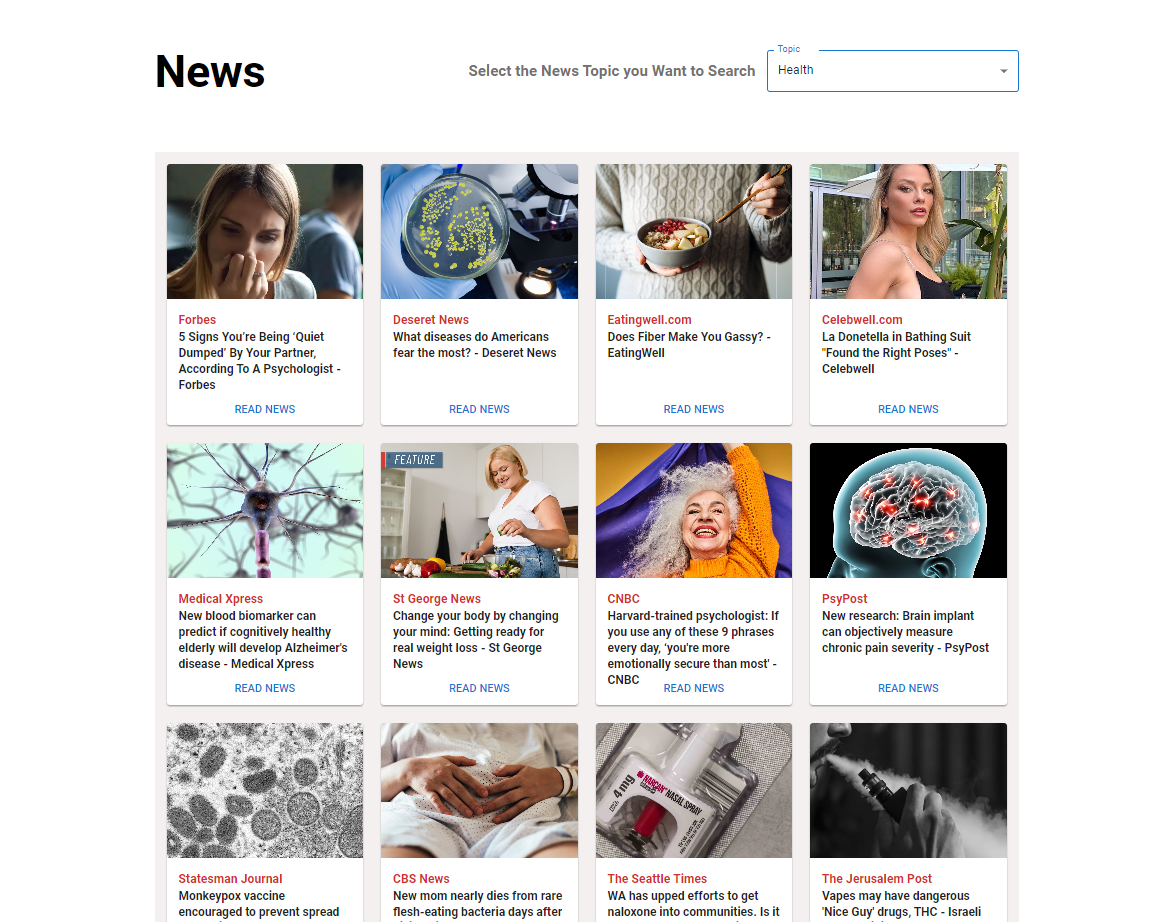 News
Select the News Topic you Want to Search
Topic
Health
Forbes
5 Signs You're Being 'Quiet
Dumped' By Your Partner,
According To A Psychologist -
Forbes
READ NEWS
Deseret News
What diseases do Americans
fear the most? - Deseret News
READ NEWS
Eatingwell.com
Does Fiber Make You Gassy? -
EatingWell
READ NEWS
Celebwell.com
La Donetella in Bathing Suit
"Found the Right Poses" -
Celebwell
READ NEWS
Medical Xpress
New blood biomarker can
predict if cognitively healthy
elderly will develop Alzheimer's
disease - Medical Xpress
READ NEWS
FEATURE
St George News
Change your body by changing
your mind: Getting ready for
real weight loss - St George
News
READ NEWS
CNBC
Harvard-trained psychologist: If
you use any of these 9 phrases
every day, 'you're more
emotionally secure than most' -
CNBC
READ NEWS
PsyPost
New research: Brain implant
can objectively measure
chronic pain severity - PsyPost
READ NEWS
Statesman Journal
Monkeypox vaccine
encouraged to prevent spread
CBS News
New mom nearly dies from rare
flesh-eating bacteria days after
4 mg
NARCAN NASAL SPRAY
The Seattle Times
WA has upped efforts to get
naloxone into communities. Is it
The Jerusalem Post
Vapes may have dangerous
'Nice Guy' drugs, THC - Israeli